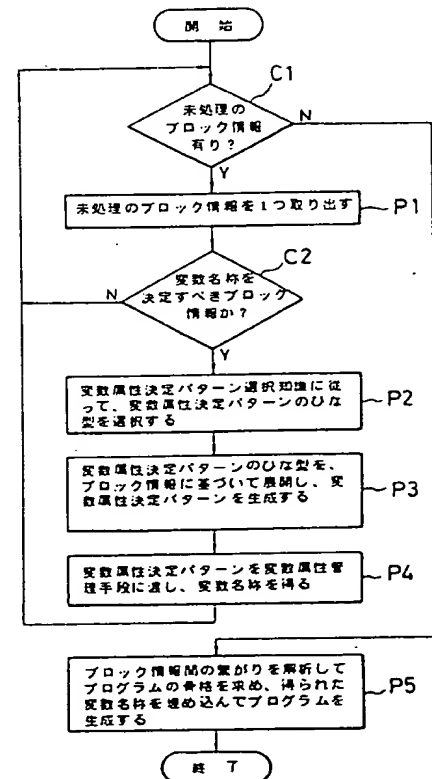 開始
C1
未処理の
ブロック情報
有り？
N
Y
未処理のブロック情報を1つ取り出す
P1
C2
変数名称を
決定すべきブロック
情報か？
N
Y
変数属性決定パターン選択知識に従
って、変数属性決定パターンのひな
型を選択する
P2
変数属性決定パターンのひな型を、
ブロック情報に基づいて展開し、変
数属性決定パターンを生成する
P3
変数属性決定パターンを変数属性管
理手段に渡し、変数名称を得る
P4
ブロック情報間の繋がりを解析して
プログラムの骨格を求め、得られた
変数名称を埋め込んでプログラムを
生成する
P5
終了